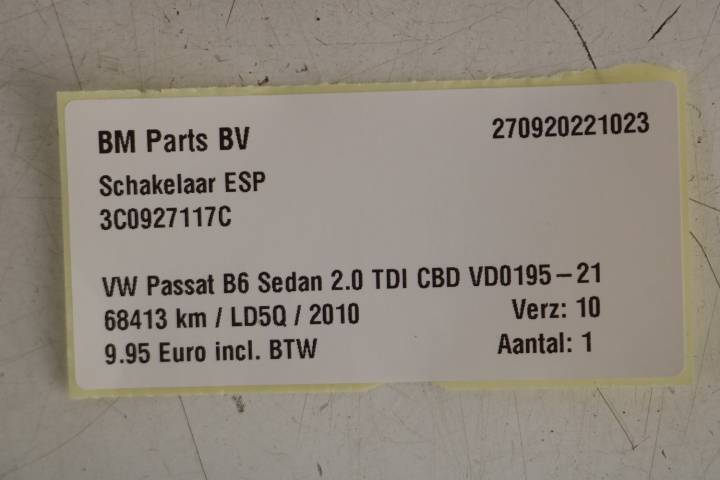 BM Parts BV 270920221023
Schakelaar ESP
3C0927117C
VW Passat B6 Sedan 2.0 TDI CBD VD0195-21
68413 km / LD5Q / 2010 Verz: 10
9.95 Euro incl. BTW Aantal: 1